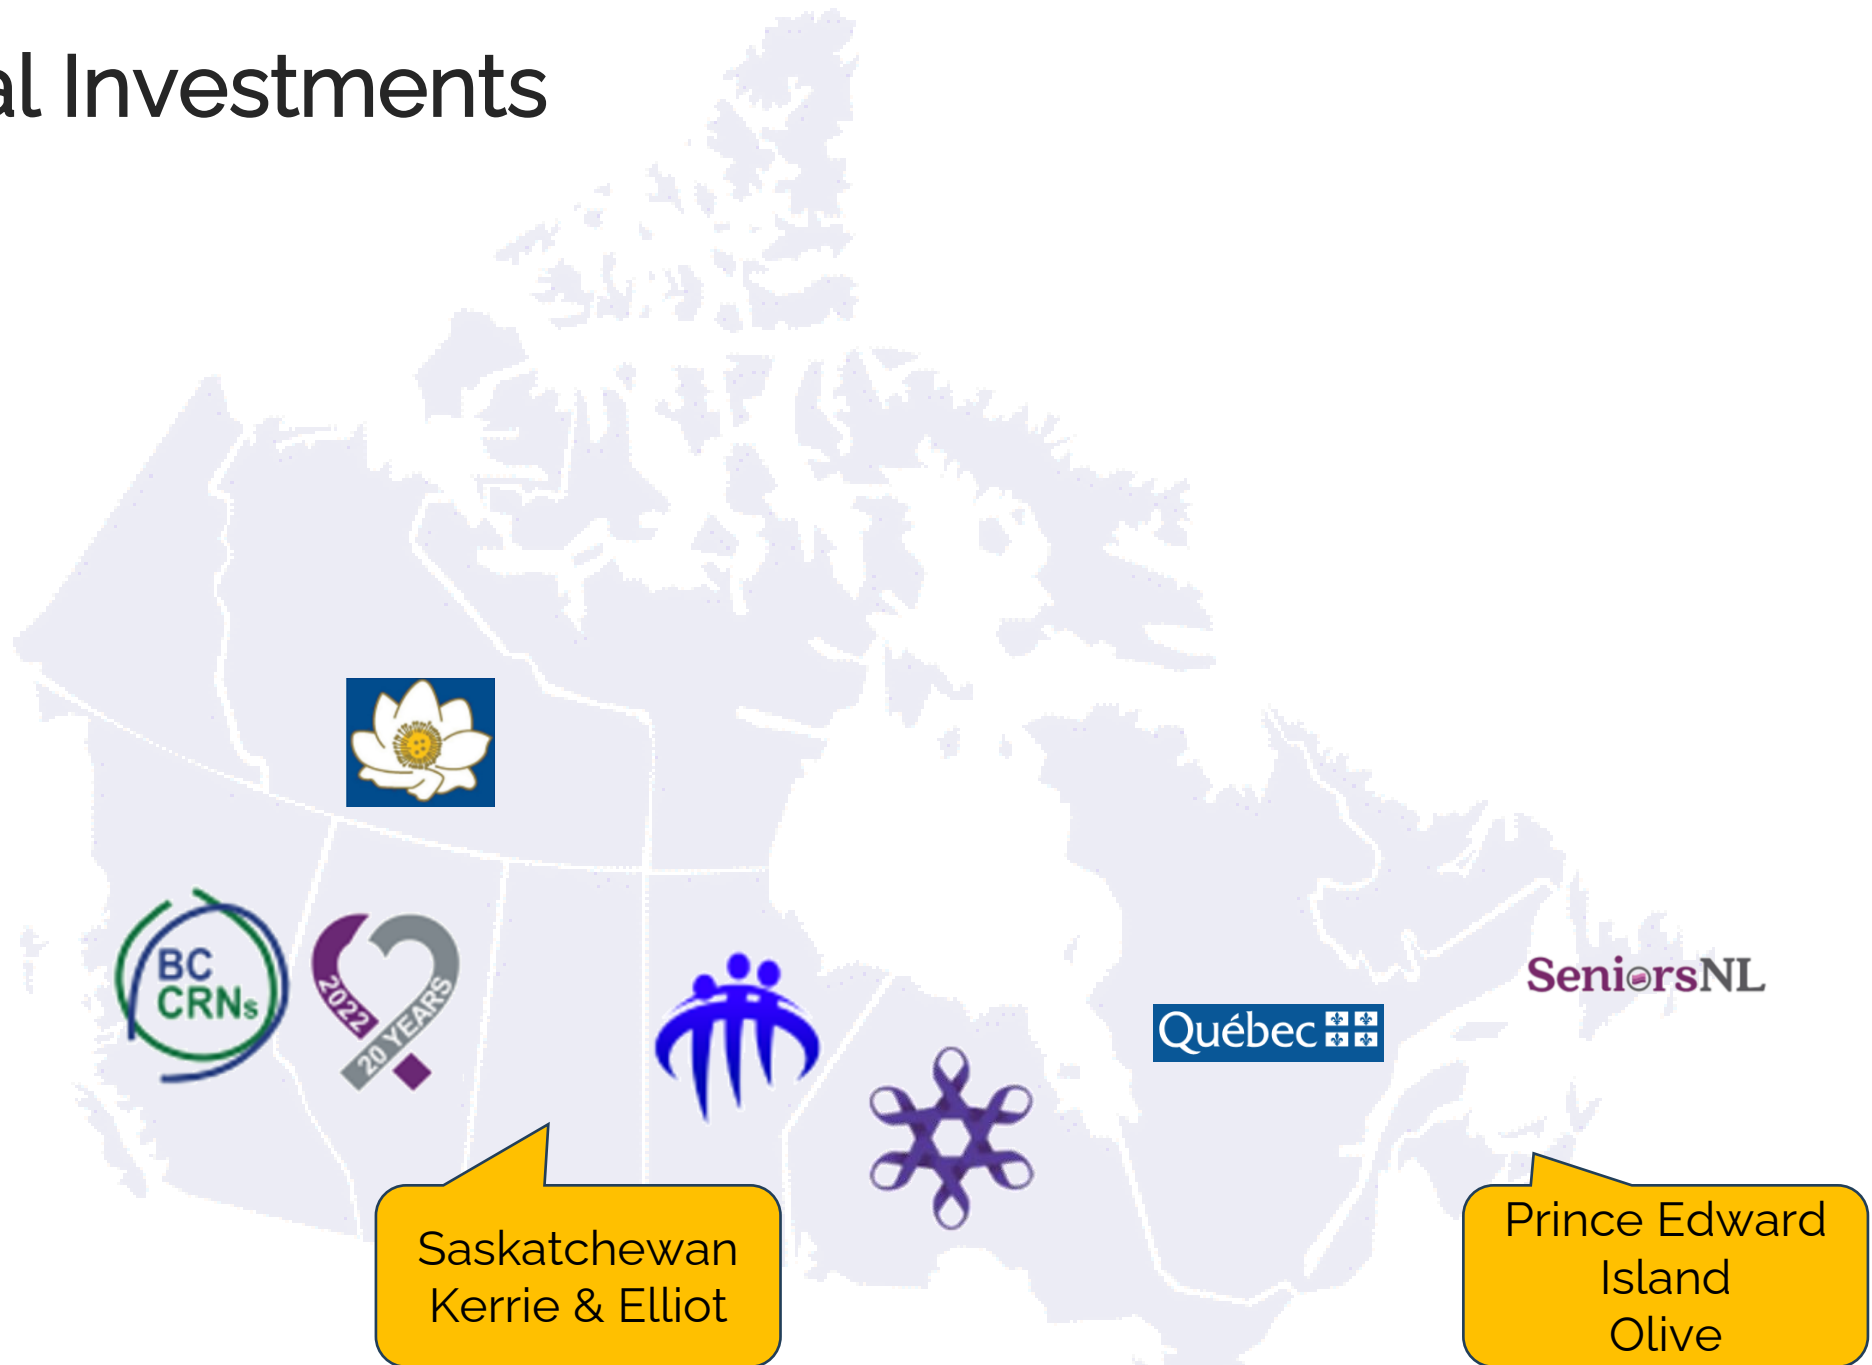 al Investments
BC
CRNs
2022
20 YEARS
SeniorsNL
Québec
Saskatchewan
Kerrie & Elliot
Prince Edward
Island
Olive